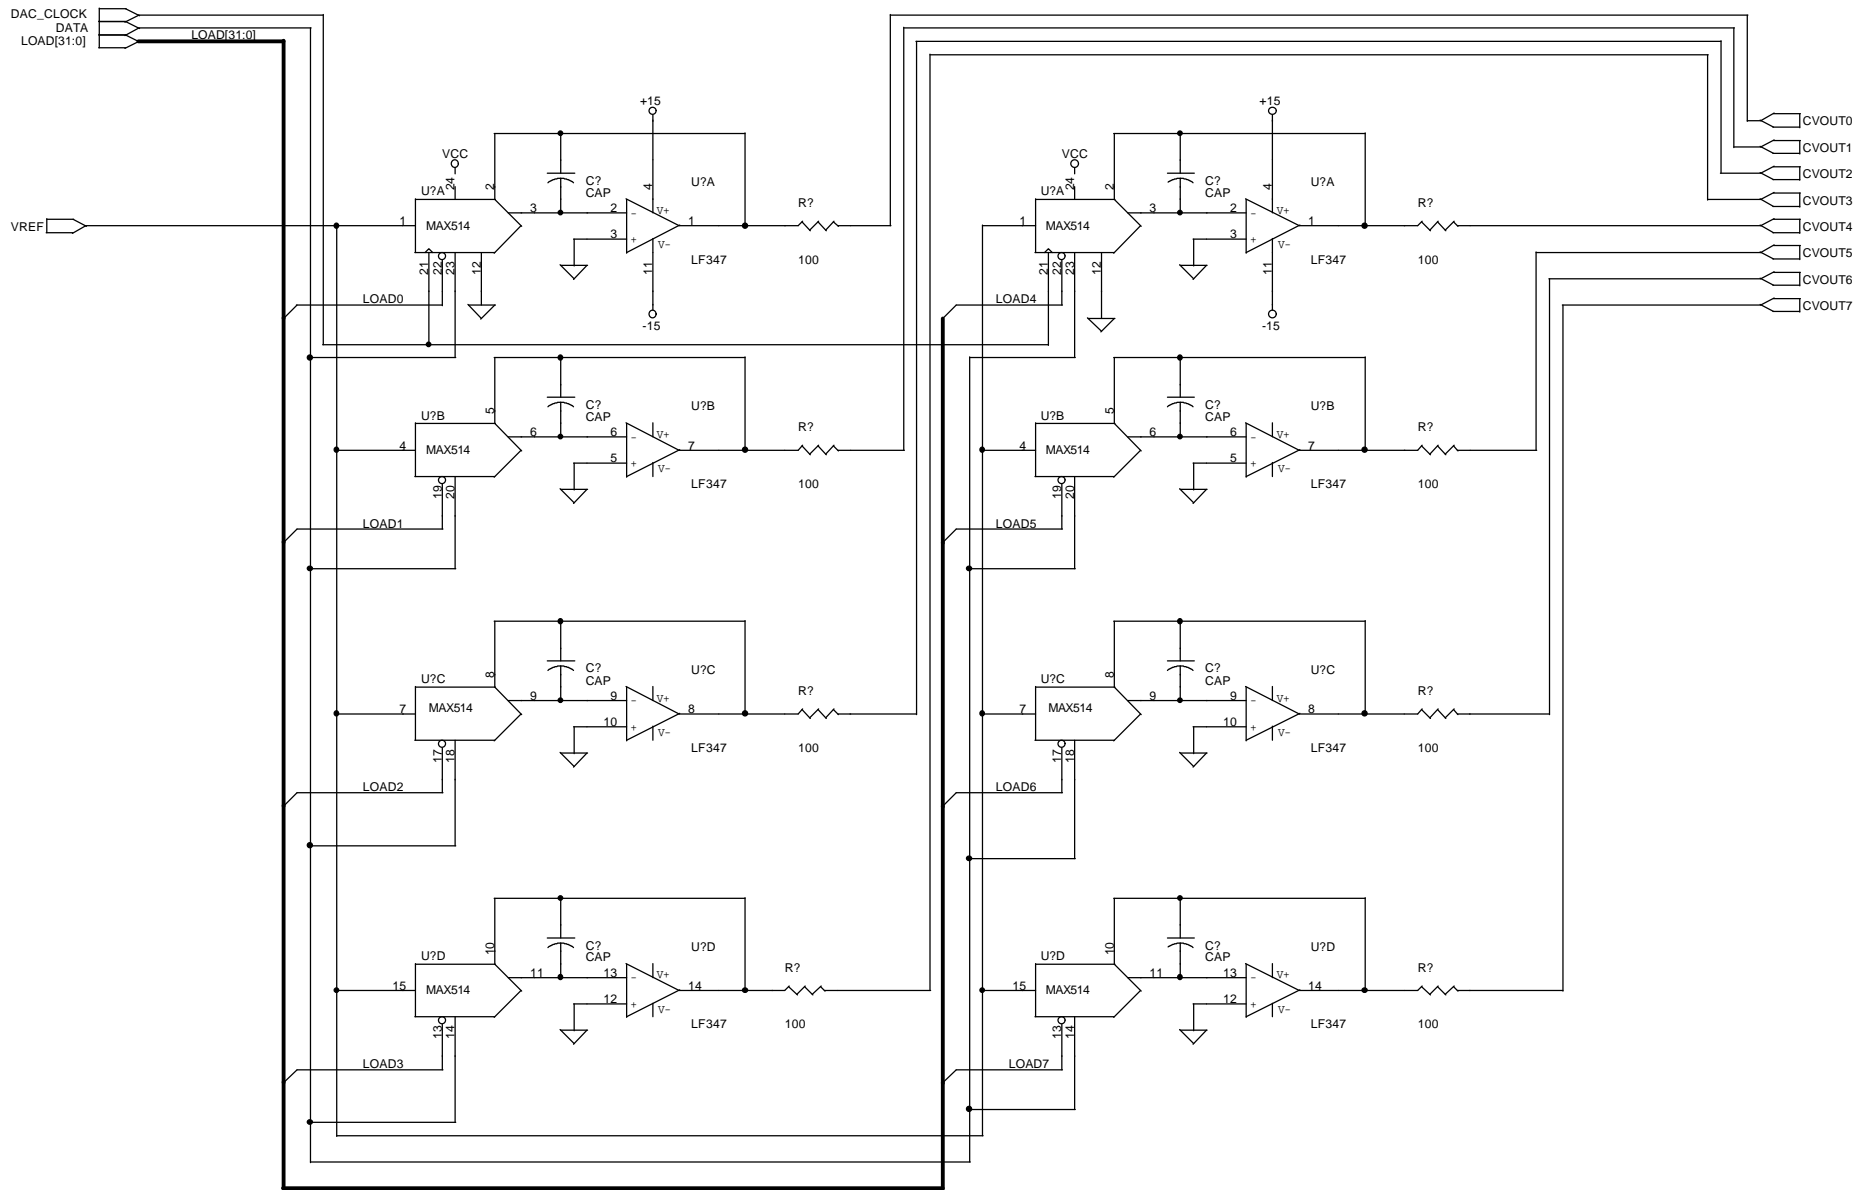 DAC_CLOCK
DATA
LOAD[31:0]
LOAD[31:0]
VREF
+15
VCC
24
2
C?
CAP
4
U?A
U?A
1
MAX514
3
2
3
−
+
V+
V−
1
R?
100
LF347
21
22
23
12
11
LOAD0
-15
5
C?
CAP
U?B
U?B
4
MAX514
6
6
5
−
+
V+
V−
7
R?
100
LF347
19
20
LOAD1
8
C?
CAP
U?C
U?C
7
MAX514
9
9
10
−
+
V+
V−
8
R?
100
LF347
17
18
LOAD2
10
C?
CAP
U?D
U?D
15
MAX514
11
13
12
−
+
V+
V−
14
R?
100
LF347
13
14
LOAD3
+15
VCC
24
2
C?
CAP
4
U?A
U?A
1
MAX514
3
2
3
−
+
V+
V−
1
R?
100
LF347
21
22
23
12
11
LOAD4
-15
5
C?
CAP
U?B
U?B
4
MAX514
6
6
5
−
+
V+
V−
7
R?
100
LF347
19
20
LOAD5
8
C?
CAP
U?C
U?C
7
MAX514
9
9
10
−
+
V+
V−
8
R?
100
LF347
17
18
LOAD6
10
C?
CAP
U?D
U?D
15
MAX514
11
13
12
−
+
V+
V−
14
R?
100
LF347
13
14
LOAD7
CVOUT0
CVOUT1
CVOUT2
CVOUT3
CVOUT4
CVOUT5
CVOUT6
CVOUT7